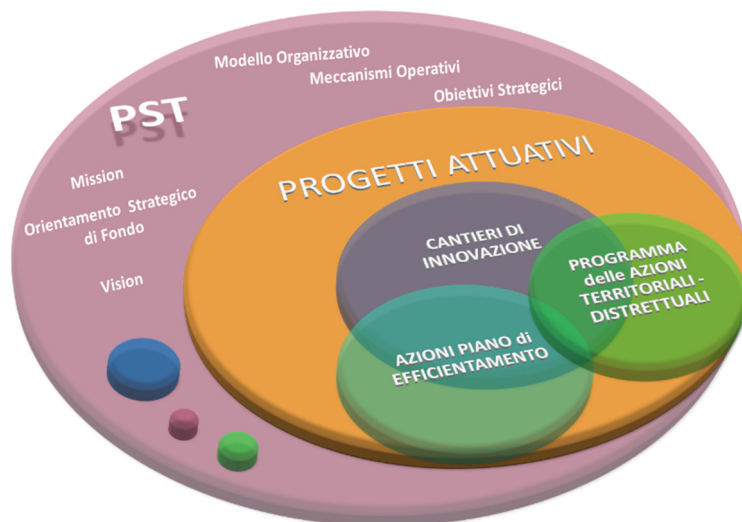 Modello Organizzativo
Meccanismi Operativi
Obiettivi Strategici
PST
Mission
Orientamento Strategico
di Fondo
Vision
PROGETTI ATTUATIVI
CANTIERI DI
INNOVAZIONE
PROGRAMMA
delle AZIONI
TERRITORIALI -
DISTRETTUALI
AZIONI PIANO di
EFFICIENTAMENTO